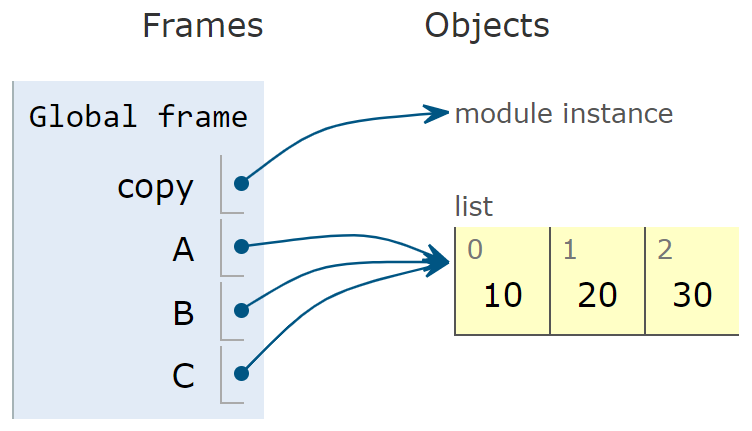 Frames Objects
Global frame
copy
module instance
A
B
C
list
0 1 2
10 20 30